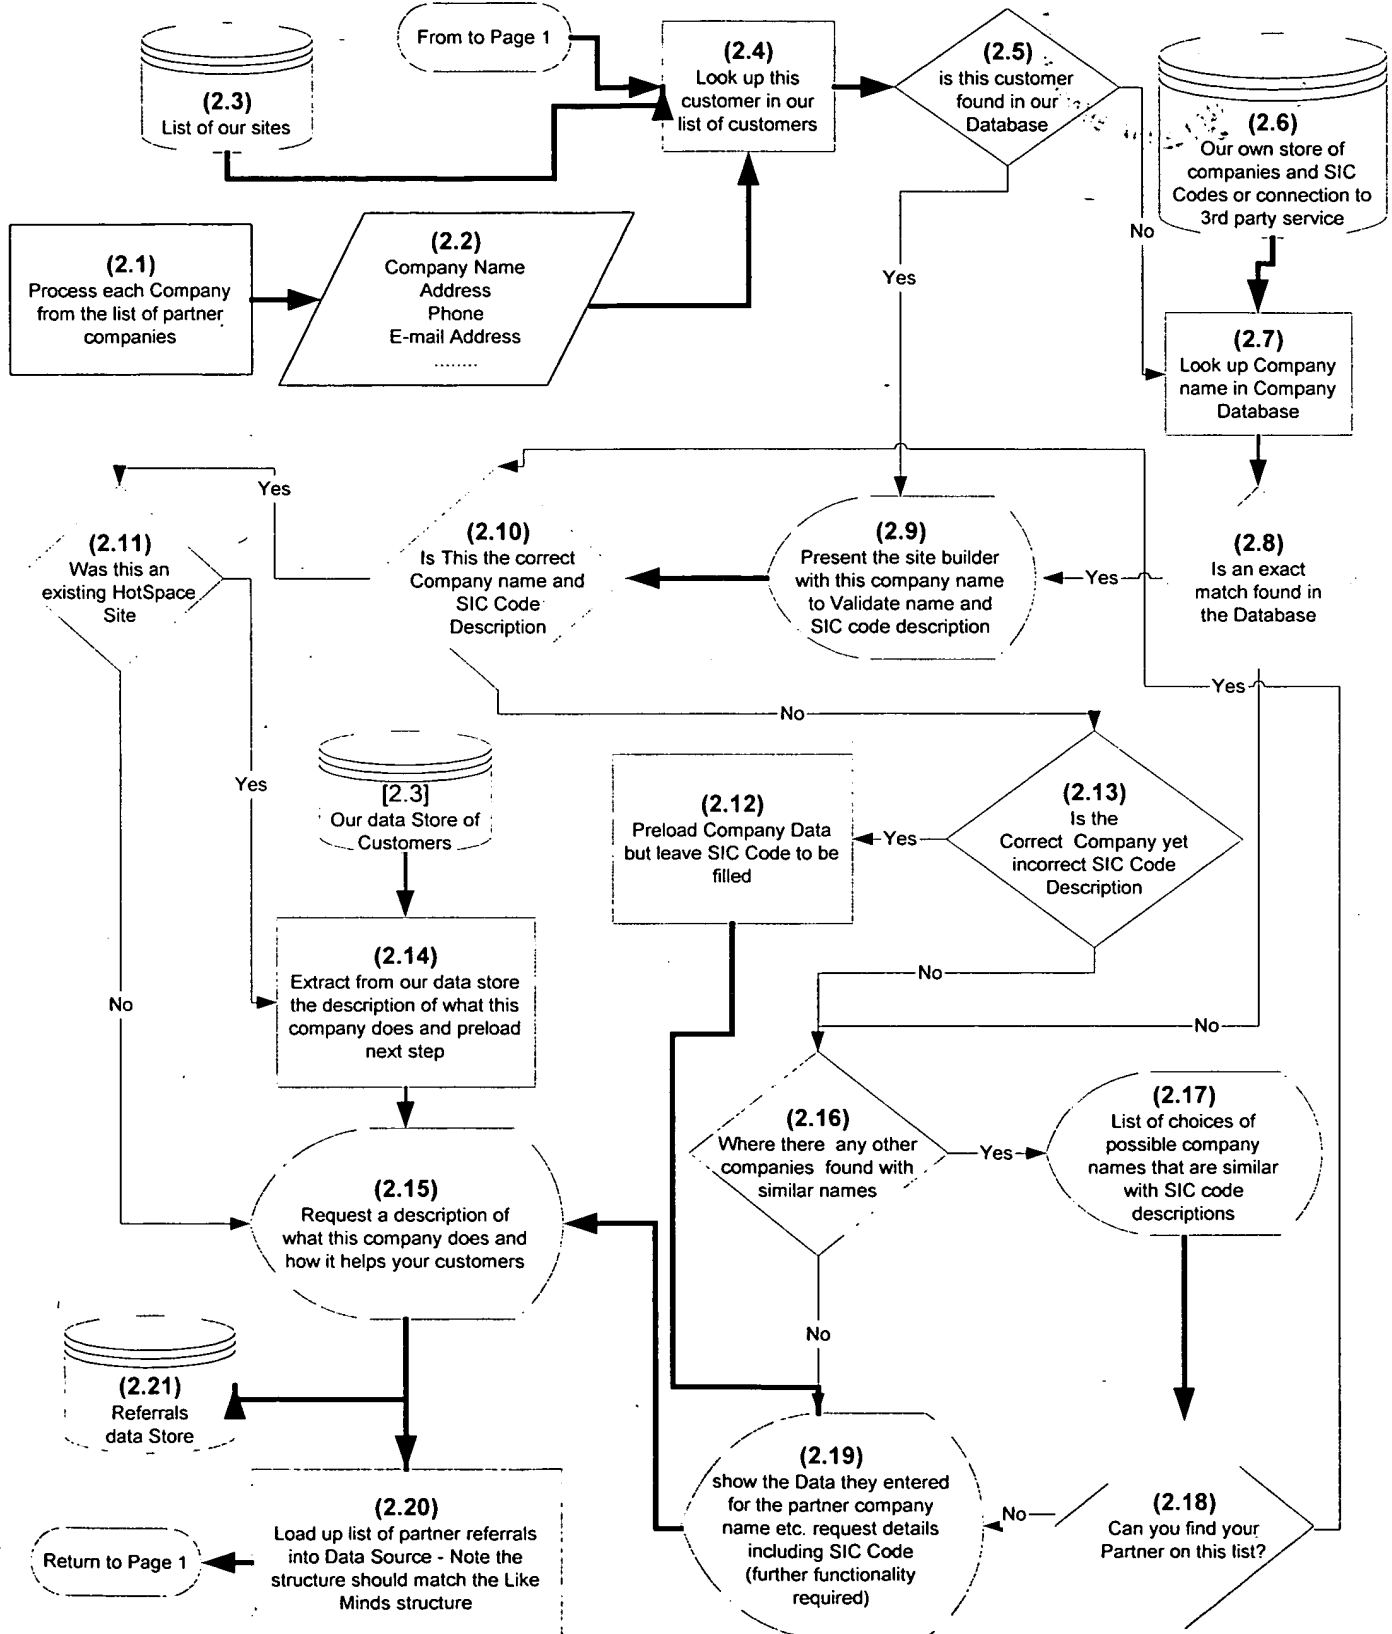 From to Page 1
(2.3)
List of our sites
(2.4)
Look up this
customer in our
list of customers
(2.5)
is this customer
found in our
Database
(2.6)
Our own store of
companies and SIC
Codes or connection to
3rd party service
(2.1)
Process each Company
from the list of partner
companies
(2.2)
Company Name
Address
Phone
E-mail Address
........
Yes
No
(2.7)
Look up Company
name in Company
Database
Yes
(2.11)
Was this an
existing HotSpace
Site
(2.10)
Is This the correct
Company name and
SIC Code
Description
(2.9)
Present the site builder
with this company name
to Validate name and
SIC code description
Yes
(2.8)
Is an exact
match found in
the Database
Yes
No
Yes
[2.3]
Our data Store of
Customers
(2.12)
Preload Company Data
but leave SIC Code to be
filled
Yes
(2.13)
Is the
Correct Company yet
incorrect SIC Code
Description
No
No
No
(2.14)
Extract from our data store
the description of what this
company does and preload
next step
(2.16)
Where there any other
companies found with
similar names
Yes
(2.17)
List of choices of
possible company
names that are similar
with SIC code
descriptions
(2.15)
Request a description of
what this company does and
how it helps your customers
No
(2.21)
Referrals
data Store
(2.19)
show the Data they entered
for the partner company
name etc. request details
including SIC Code
(further functionality
required)
No
(2.18)
Can you find your
Partner on this list?
(2.20)
Load up list of partner referrals
into Data Source - Note the
structure should match the Like
Minds structure
Return to Page 1